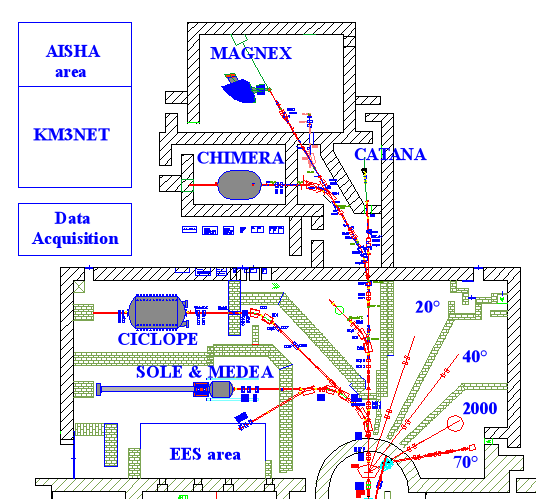 MAGNEX
AISHA
area
KM3NET
CHIMERA
CATANA
Data
Acquisition
20°
CICLOPE
40°
SOLE & MEDEA
2000
EES area
70°